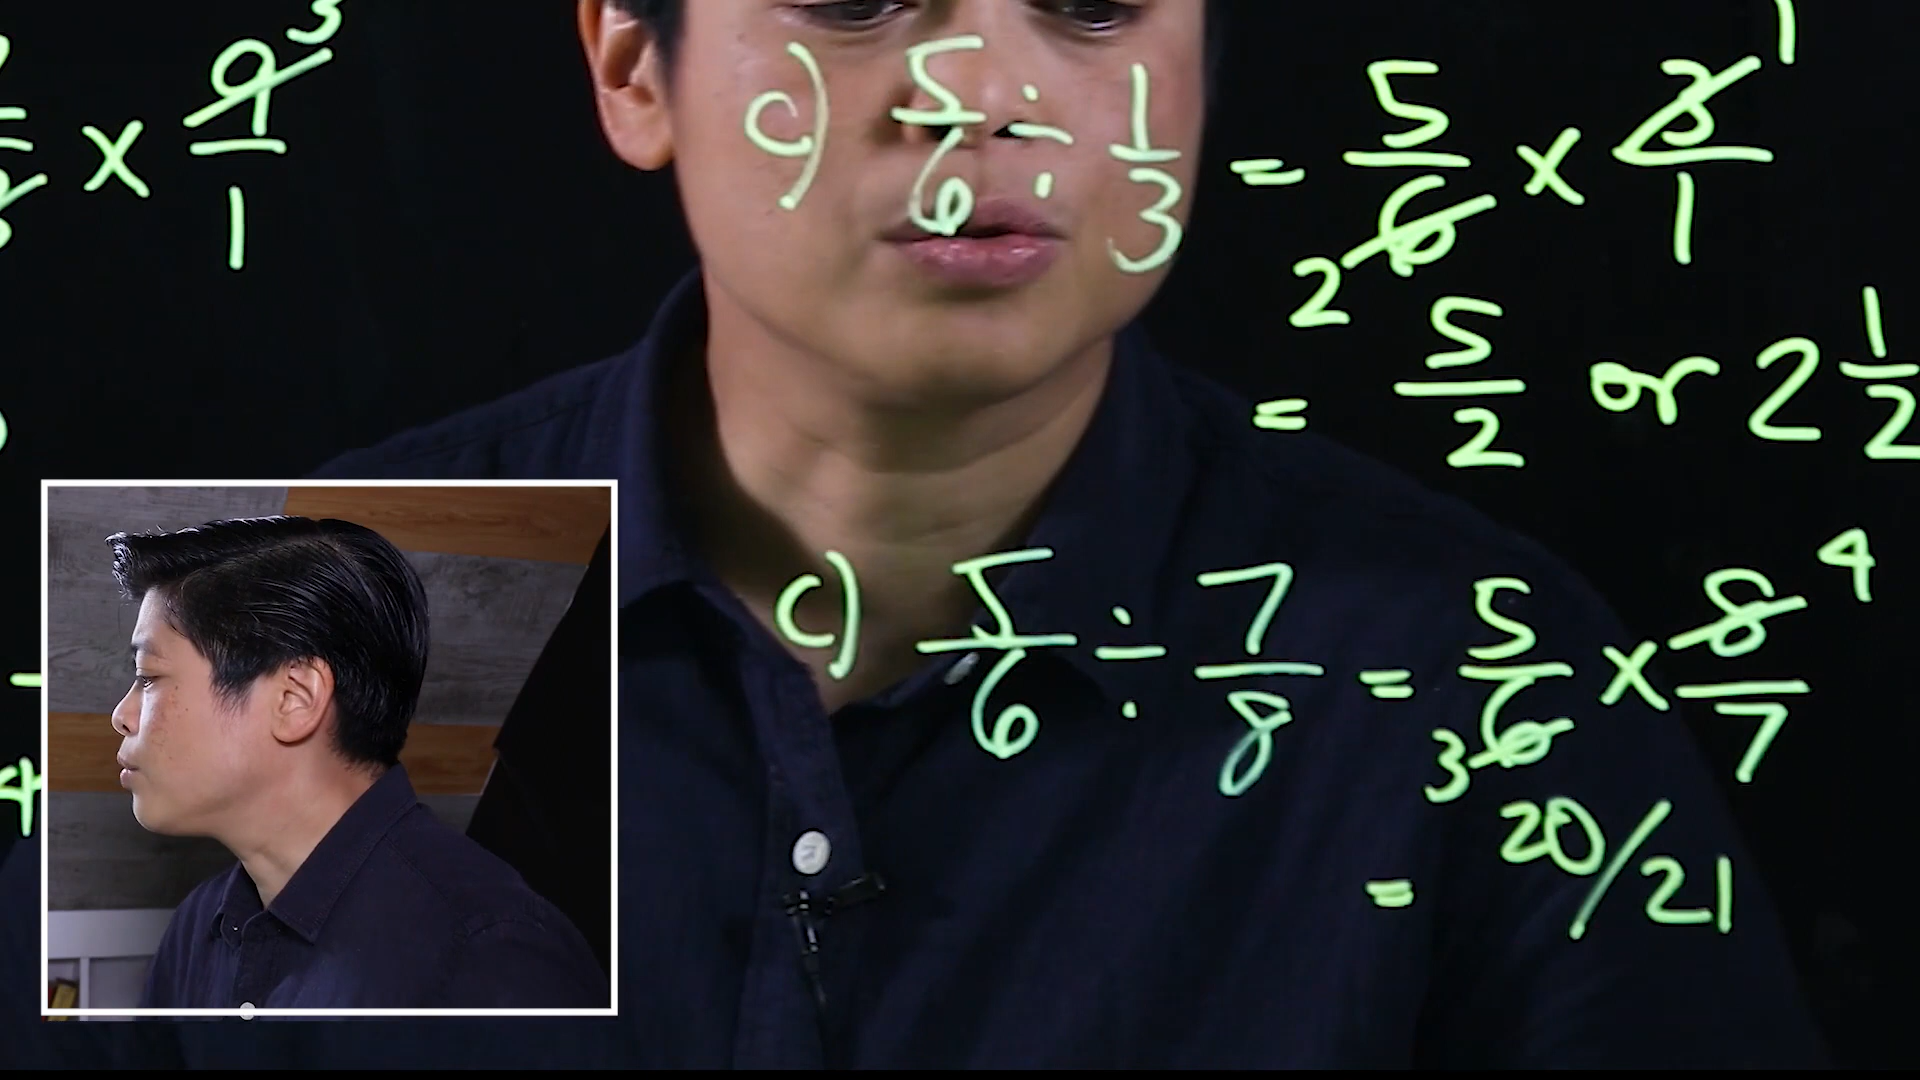 × 9/1 3
c) 5/6 ÷ 1/3 = 5/6 × 3/1 2 1
= 5/2 or 2 1/2
c) 5/6 ÷ 7/8 = 5/6 × 8/7 3 4
= 20/21